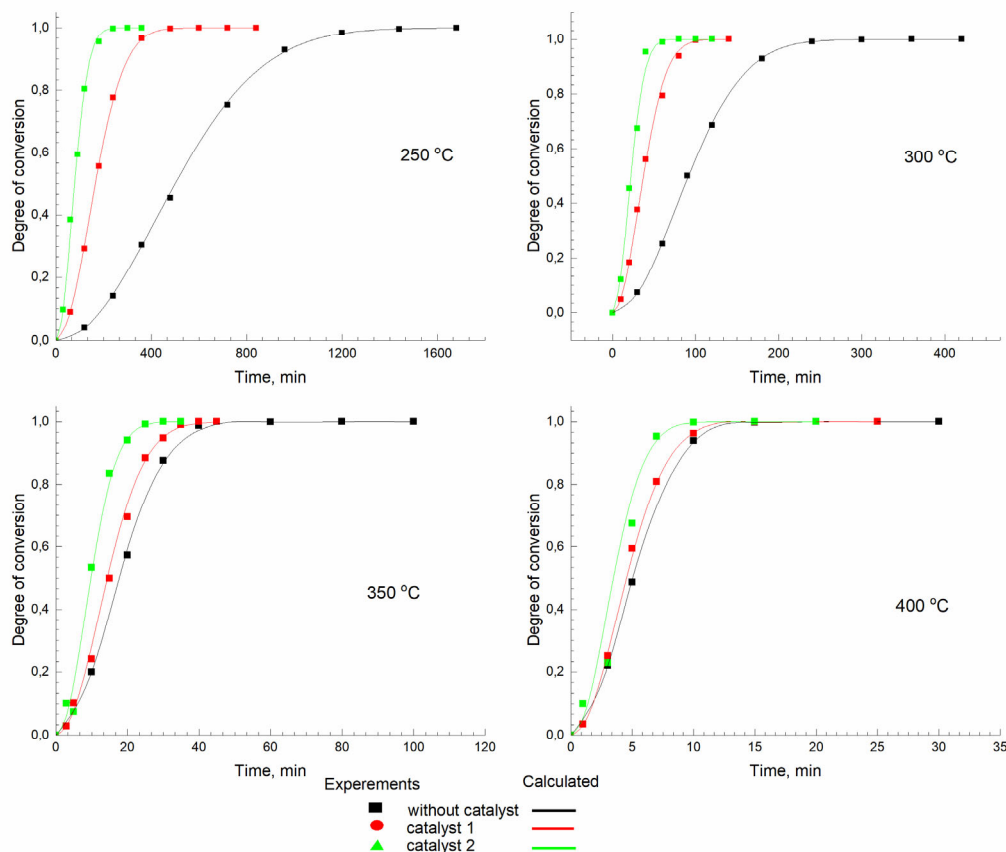 1,0
0,8
0,6
0,4
0,2
0,0
Degree of conversion
250 °C
0 400 800 1200 1600
Time, min
1,0
0,8
0,6
0,4
0,2
0,0
Degree of conversion
300 °C
0 100 200 300 400
Time, min
1,0
0,8
0,6
0,4
0,2
0,0
Degree of conversion
350 °C
0 20 40 60 80 100 120
Time, min
1,0
0,8
0,6
0,4
0,2
0,0
Degree of conversion
400 °C
0 5 10 15 20 25 30 35
Time, min
Experements Calculated
without catalyst
catalyst 1
catalyst 2